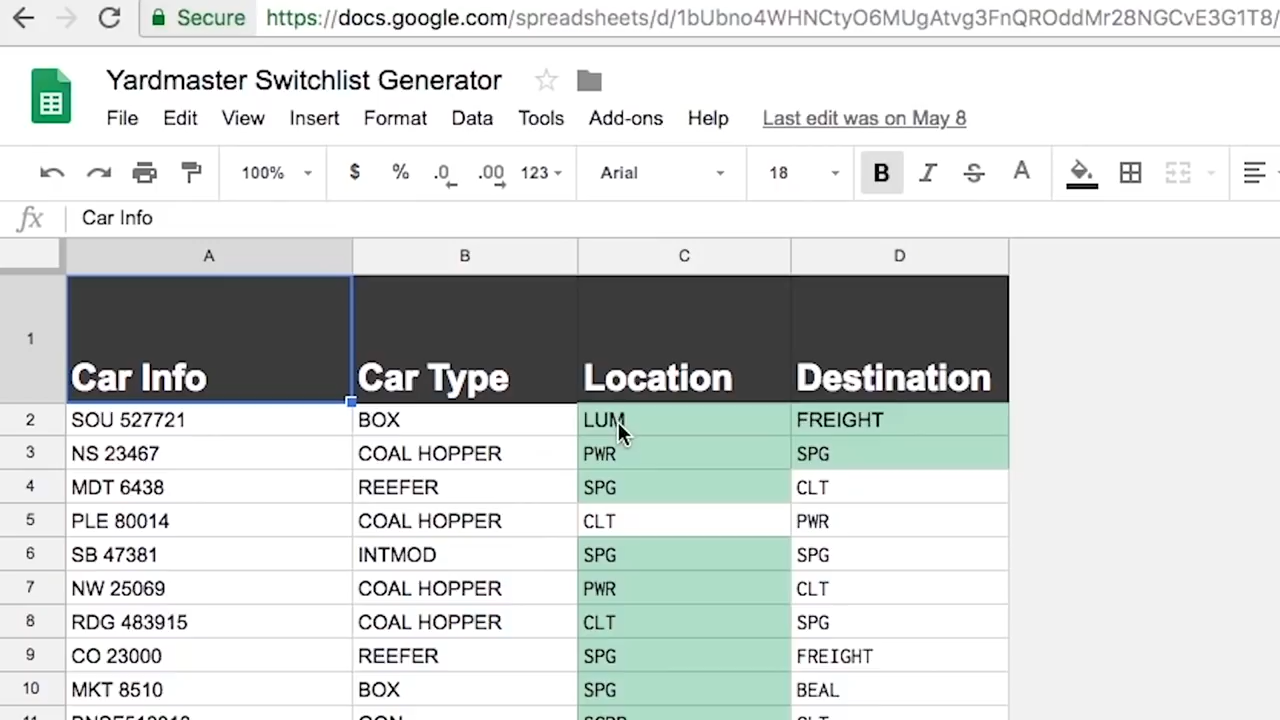 Secure https://docs.google.com/spreadsheets/d/1bUbno4WHNCtyO6MUgAtvg3FnQROddMr28NGCvE3G1T8/
Yardmaster Switchlist Generator
File Edit View Insert Format Data Tools Add-ons Help Last edit was on May 8
100% $ % .0 .00 123 Arial 18 B I S A
fx Car Info
A B C D
1 Car Info Car Type Location Destination
2 SOU 527721 BOX LUM FREIGHT
3 NS 23467 COAL HOPPER PWR SPG
4 MDT 6438 REEFER SPG CLT
5 PLE 80014 COAL HOPPER CLT PWR
6 SB 47381 INTMOD SPG SPG
7 NW 25069 COAL HOPPER PWR CLT
8 RDG 483915 COAL HOPPER CLT SPG
9 CO 23000 REEFER SPG FREIGHT
10 MKT 8510 BOX SPG BEAL